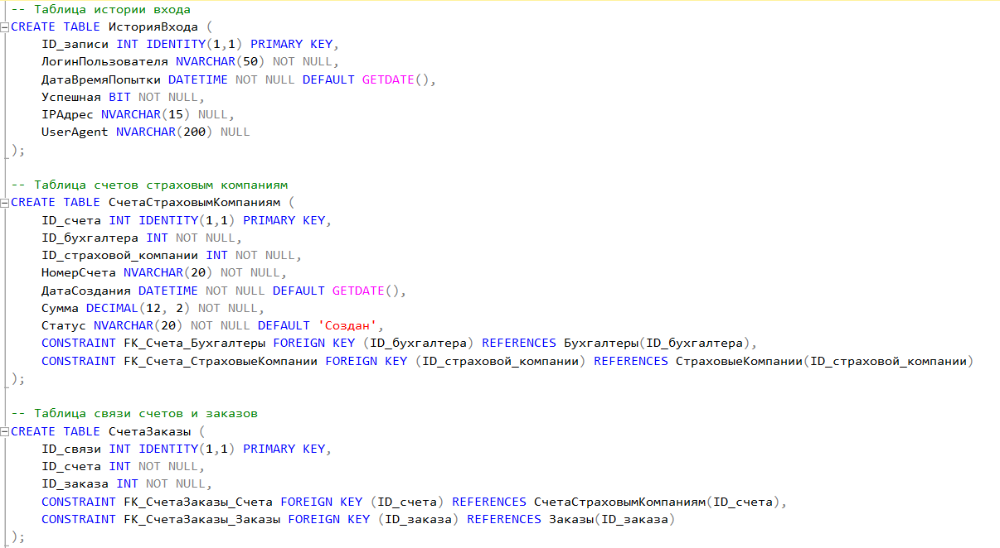 -- Таблица истории входа
CREATE TABLE ИсторияВхода (
    ID_записи INT IDENTITY(1,1) PRIMARY KEY,
    ЛогинПользователя NVARCHAR(50) NOT NULL,
    ДатаВремяПопытки DATETIME NOT NULL DEFAULT GETDATE(),
    Успешная BIT NOT NULL,
    IPАдрес NVARCHAR(15) NULL,
    UserAgent NVARCHAR(200) NULL
);
-- Таблица счетов страховым компаниям
CREATE TABLE СчетаСтраховымКомпаниям (
    ID_счета INT IDENTITY(1,1) PRIMARY KEY,
    ID_бухгалтера INT NOT NULL,
    ID_страховой_компании INT NOT NULL,
    НомерСчета NVARCHAR(20) NOT NULL,
    ДатаСоздания DATETIME NOT NULL DEFAULT GETDATE(),
    Сумма DECIMAL(12, 2) NOT NULL,
    Статус NVARCHAR(20) NOT NULL DEFAULT 'Создан',
    CONSTRAINT FK_Счета_Бухгалтеры FOREIGN KEY (ID_бухгалтера) REFERENCES Бухгалтеры(ID_бухгалтера),
    CONSTRAINT FK_Счета_СтраховыеКомпании FOREIGN KEY (ID_страховой_компании) REFERENCES СтраховыеКомпании(ID_страховой_компании)
);
-- Таблица связи счетов и заказов
CREATE TABLE СчетаЗаказы (
    ID_связи INT IDENTITY(1,1) PRIMARY KEY,
    ID_счета INT NOT NULL,
    ID_заказа INT NOT NULL,
    CONSTRAINT FK_СчетаЗаказы_Счета FOREIGN KEY (ID_счета) REFERENCES СчетаСтраховымКомпаниям(ID_счета),
    CONSTRAINT FK_СчетаЗаказы_Заказы FOREIGN KEY (ID_заказа) REFERENCES Заказы(ID_заказа)
);